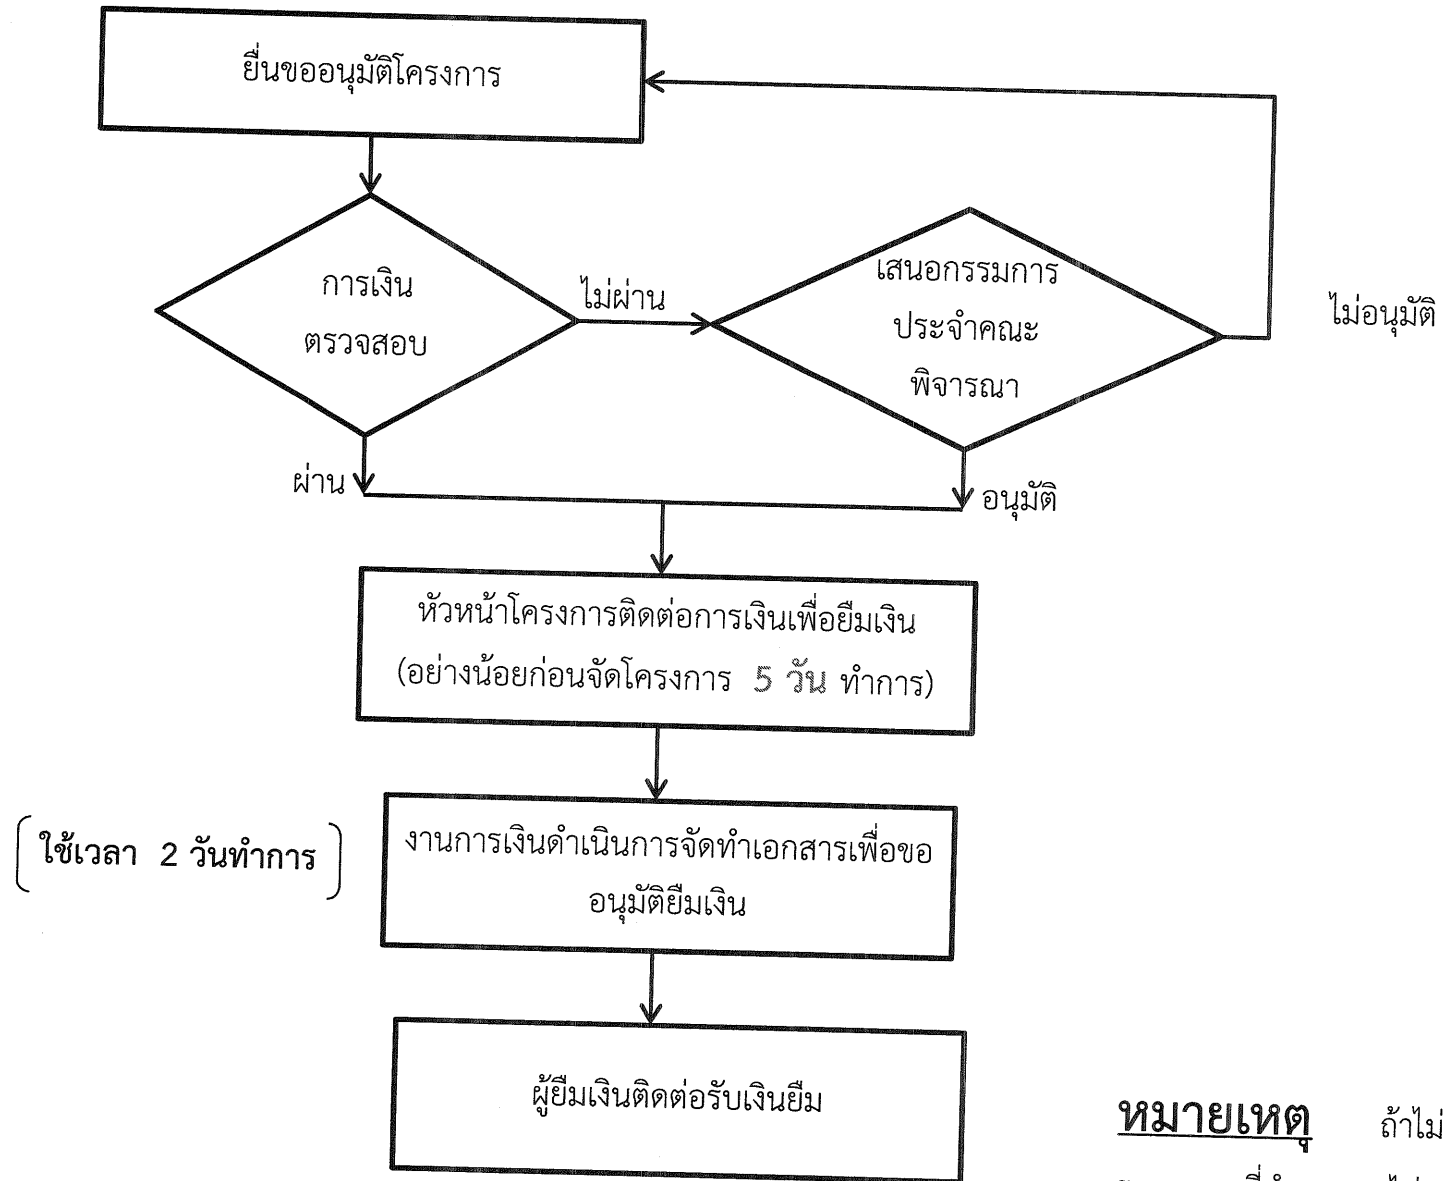 ยื่นขออนุมัติโครงการ
การเงิน
ตรวจสอบ
ไม่ผ่าน
เสนอกรรมการ
ประจำคณะ
พิจารณา
ไม่อนุมัติ
ผ่าน
อนุมัติ
หัวหน้าโครงการติดต่อการเงินเพื่อยืมเงิน
(อย่างน้อยก่อนจัดโครงการ 5 วัน ทำการ)
ใช้เวลา 2 วันทำการ
งานการเงินดำเนินการจัดทำเอกสารเพื่อขอ
อนุมัติยืมเงิน
ผู้ยืมเงินติดต่อรับเงินยืม
หมายเหตุ ถ้าไม่